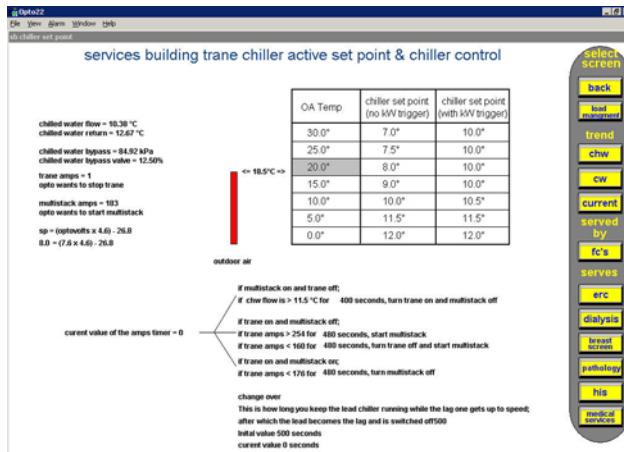 Opto22
File View Alarm Window Help
sb chiller set point
services building trane chiller active set point & chiller control
chilled water flow = 10.38 °C
chilled water return = 12.67 °C
chilled water bypass = 84.92 kPa
chilled water bypass valve = 12.50%
trane amps = 1
opto wants to stop trane
multistack amps = 183
opto wants to start multistack
sp = (optovolts x 4.6) - 26.8
8.0 = (7.6 x 4.6) - 26.8
<= 18.5°C =>
outdoor air
OA Temp chiller set point (no kW trigger) chiller set point (with kW trigger)
30.0° 7.0° 10.0°
25.0° 7.5° 10.0°
20.0° 8.0° 10.0°
15.0° 9.0° 10.0°
10.0° 10.0° 10.5°
5.0° 11.5° 11.5°
0.0° 12.0° 12.0°
curent value of the amps timer = 0
if multistack on and trane off;
if chw flow is > 11.5 °C for 400 seconds, turn trane on and multistack off
if trane on and multistack off;
if trane amps > 254 for 480 seconds, start multistack
if trane amps < 160 for 480 seconds, turn trane off and start multistack
if trane on and multistack on;
if trane amps < 176 for 480 seconds, turn multistack off
change over
This is how long you keep the lead chiller running while the lag one gets up to speed;
after which the lead becomes the lag and is switched off500
Inital value 500 seconds
curent value 0 seconds
select
screen
back
load
mangment
trend
chw
cw
current
served
by
fc's
serves
erc
dialysis
breast
screen
pathology
his
medical
services